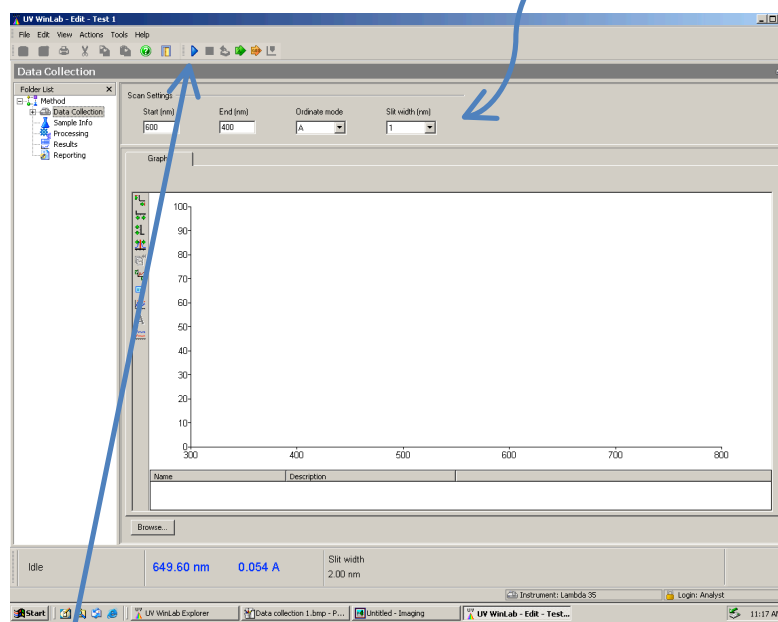 UV WinLab - Edit - Test 1
File Edit View Actions Tools Help
Data Collection
Folder List
Method
Data Collection
Sample Info
Processing
Results
Reporting
Scan Settings
Start (nm) End (nm) Ordinate mode Slit width (nm)
600 400 A 1
Graph
100
90
80
70
60
50
40
30
20
10
0
300 400 500 600 700 800
Name Description
Browse...
Idle 649.60 nm 0.054 A Slit width
2.00 nm
Instrument: Lambda 35 Login: Analyst
Start UV WinLab Explorer Data collection 1.bmp - P... Untitled - Imaging UV WinLab - Edit - Test... 11:17 AM